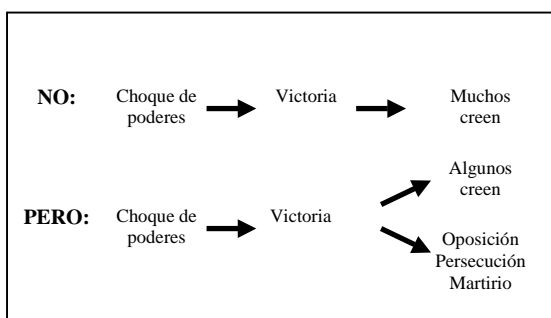 NO:
Choque de
poderes
Victoria
Muchos
creen
PERO:
Choque de
poderes
Victoria
Algunos
creen
Oposición
Persecución
Martirio